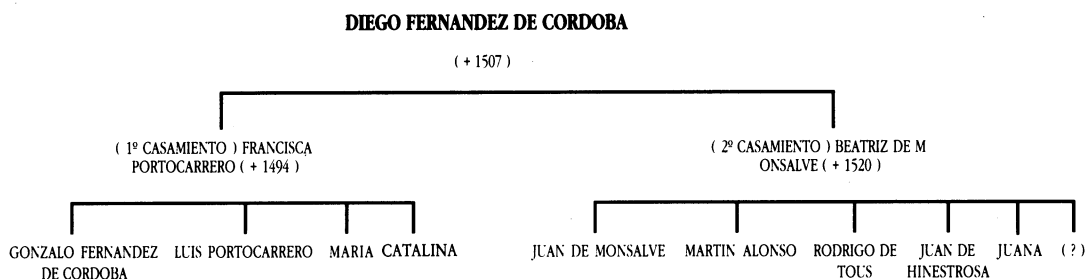 DIEGO FERNANDEZ DE CORDOBA
( + 1507 )
( 1º CASAMIENTO ) FRANCISCA
PORTOCARRERO ( + 1494 )
( 2º CASAMIENTO ) BEATRIZ DE M
ONSALVE ( + 1520 )
GONZALO FERNANDEZ
DE CORDOBA
LUIS PORTOCARRERO
MARIA
CATALINA
JUAN DE MONSALVE
MARTIN ALONSO
RODRIGO DE
TOUS
JUAN DE
HINESTROSA
JUANA
( ? )